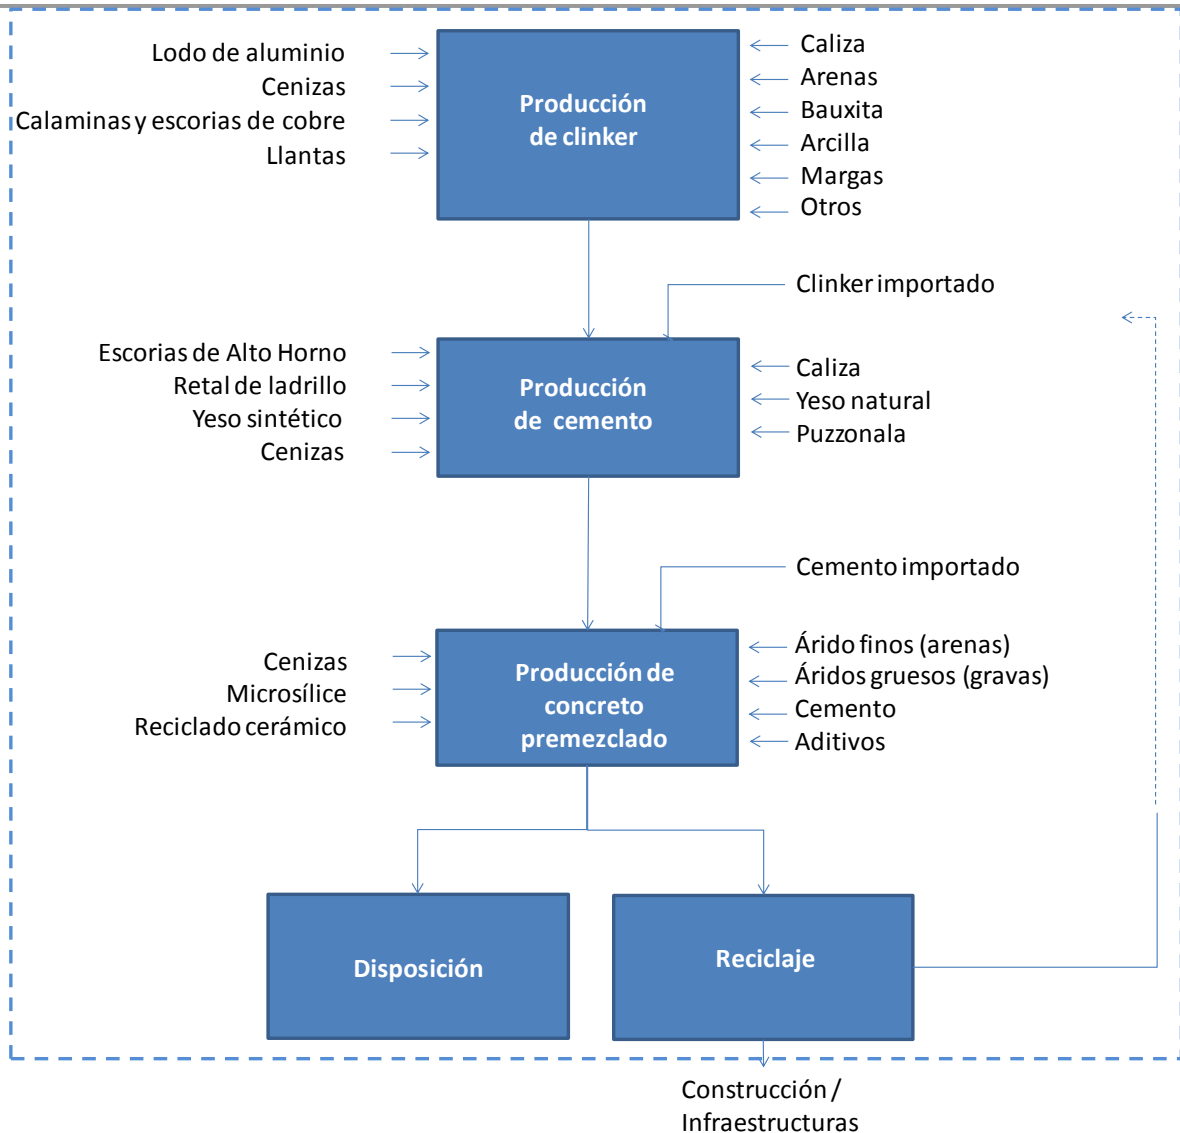 Lodo de aluminio
Cenizas
Calaminas y escorias de cobre
Llantas
Producción
de clinker
Caliza
Arenas
Bauxita
Arcilla
Margas
Otros
Clinker importado
Escorias de Alto Horno
Retal de ladrillo
Yeso sintético
Cenizas
Producción
de cemento
Caliza
Yeso natural
Puzzonala
Cemento importado
Cenizas
Microsílice
Reciclado cerámico
Producción de
concreto
premezclado
Árido finos (arenas)
Áridos gruesos (gravas)
Cemento
Aditivos
Disposición
Reciclaje
Construcción /
Infraestructuras